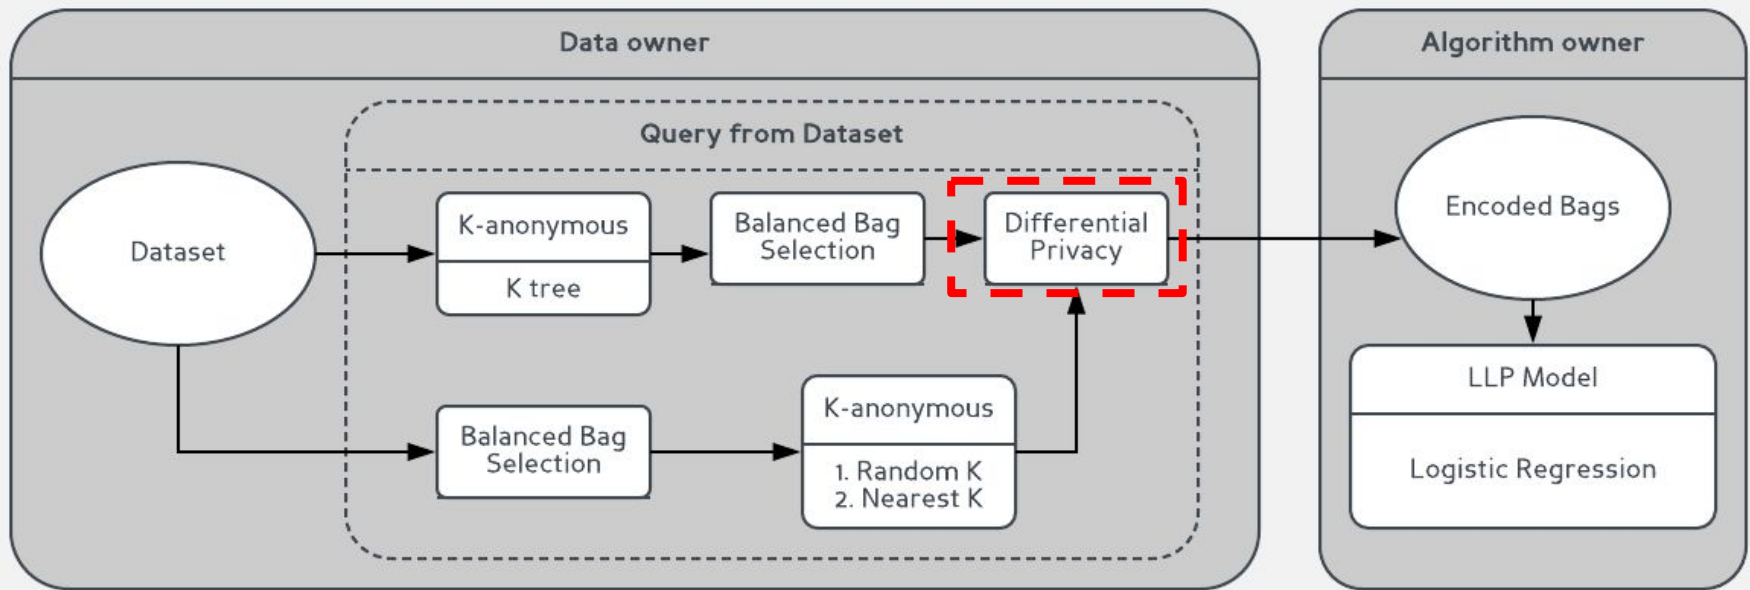 Data owner
Algorithm owner
Query from Dataset
Dataset
K-anonymous
K tree
Balanced Bag
Selection
Differential
Privacy
Balanced Bag
Selection
K-anonymous
1. Random K
2. Nearest K
Encoded Bags
LLP Model
Logistic Regression